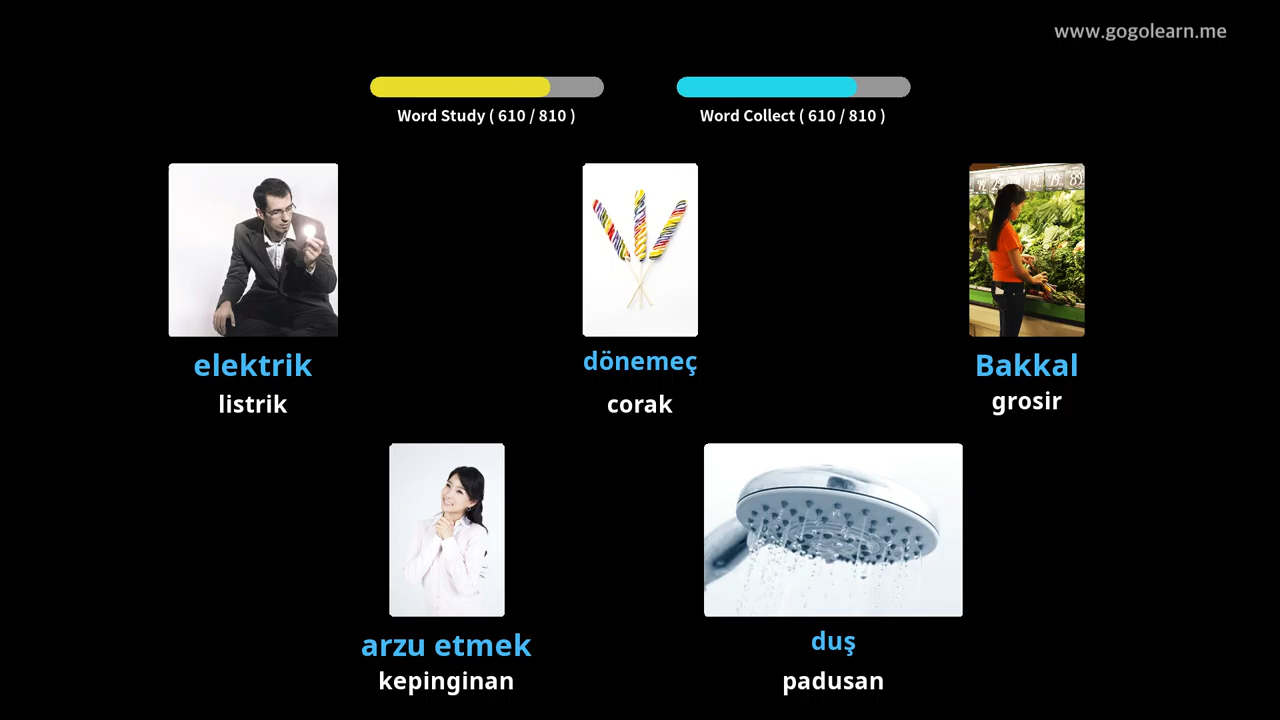 www.gogolearn.me
Word Study ( 610 / 810 )
Word Collect ( 610 / 810 )
elektrik
listrik
dönemeç
corak
Bakkal
grosir
arzu etmek
kepinginan
duş
padusan